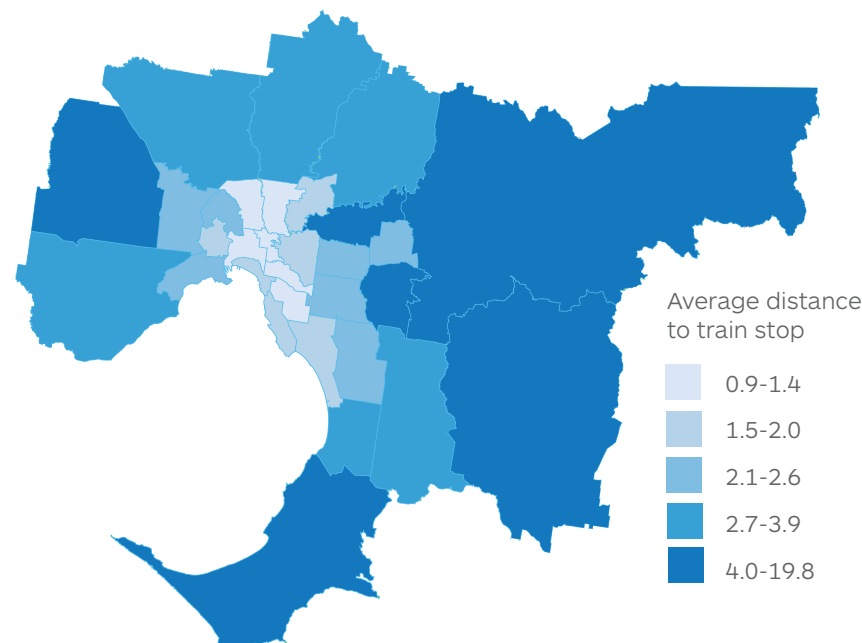 Average distance
to train stop
0.9-1.4
1.5-2.0
2.1-2.6
2.7-3.9
4.0-19.8